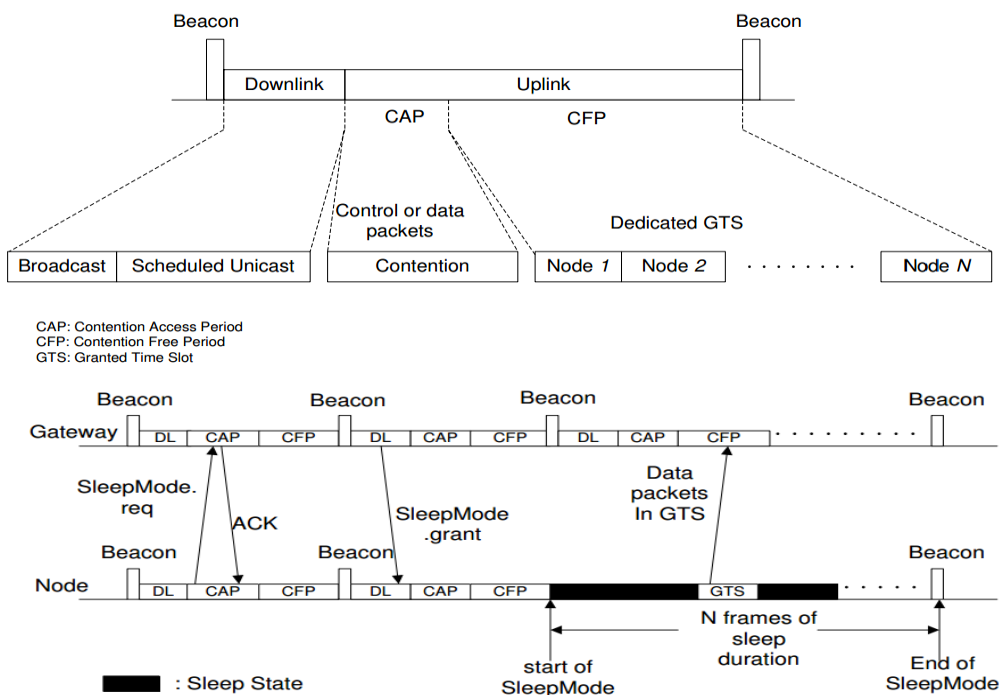 Beacon
Beacon
Downlink
Uplink
CAP
CFP
Control or data
packets
Dedicated GTS
Broadcast
Scheduled Unicast
Contention
Node 1
Node 2
Node N
CAP: Contention Access Period
CFP: Contention Free Period
GTS: Granted Time Slot
Beacon
Beacon
Beacon
Beacon
Gateway
DL
CAP
CFP
DL
CAP
CFP
DL
CAP
CFP
SleepMode.
req
ACK
SleepMode
.grant
Data
packets
In GTS
Beacon
Beacon
Beacon
Node
DL
CAP
CFP
DL
CAP
CFP
GTS
N frames of
sleep
duration
start of
SleepMode
End of
SleepMode
: Sleep State